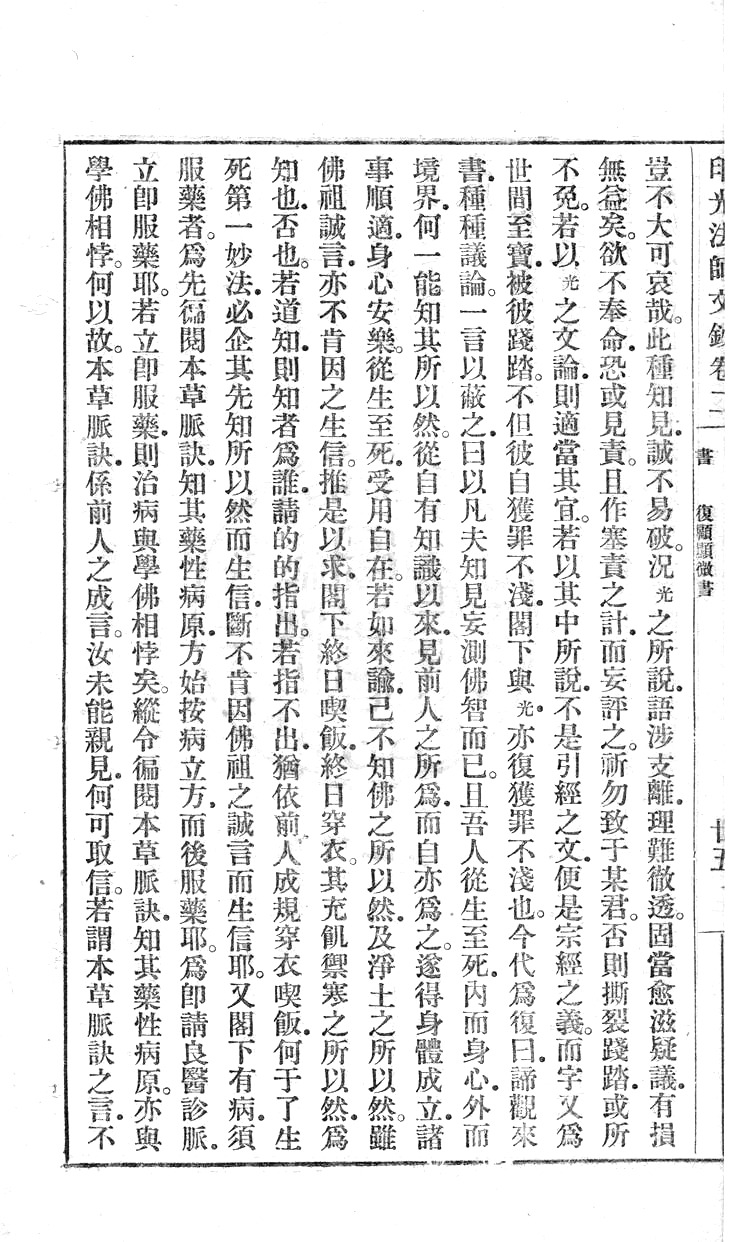 印光法師文鈔卷二 書 復顧顯微書 廿五
豈不大可哀哉。此種知見、誠不易破。況光之所說、語涉支離、理難徹透。固當愈滋疑議、有損
無益矣。欲不奉命、恐或見責。且作塞責之計、而妄評之。祈勿致于某君。否則撕裂踐踏、或所
不免。若以光之文論、則適當其宜。若以其中所說、不是引經之文、便是宗經之義。而字又為
世間至寶、被彼踐踏。不但彼自獲罪不淺、閣下與光、亦復獲罪不淺也。今代為復曰、諦觀來
書、種種議論。一言以蔽之、曰以凡夫知見、妄測佛智而已。且吾人從生至死、內而身心、外而
境界、何一能知其所以然。從自有知識以來、見前人之所為、而自亦為之。遂得身體成立、諸
事順適、身心安樂。從生至死、受用自在。若如來諭、己不知佛之所以然、及淨土之所以然。雖
佛祖誠言、亦不肯因之生信。推是以求、閣下終日喫飯、終日穿衣。其充飢禦寒之所以然、為
知也、否也。若道知、則知者為誰、請的的指出。若指不出、猶依前人成規穿衣喫飯、何于了生
死第一妙法、必企其先知所以然而生信、斷不肯因佛祖之誠言而生信耶。又閣下有病、須
服藥者。為先徧閱本草脈訣、知其藥性病原、方始按病立方、而後服藥耶。為即請良醫診脈、
立即服藥耶。若立即服藥、則治病與學佛相悖矣。縱令徧閱本草脈訣、知其藥性病原。亦與
學佛相悖。何以故。本草脈訣、係前人之成言。汝未能親見、何可取信。若謂本草脈訣之言、不